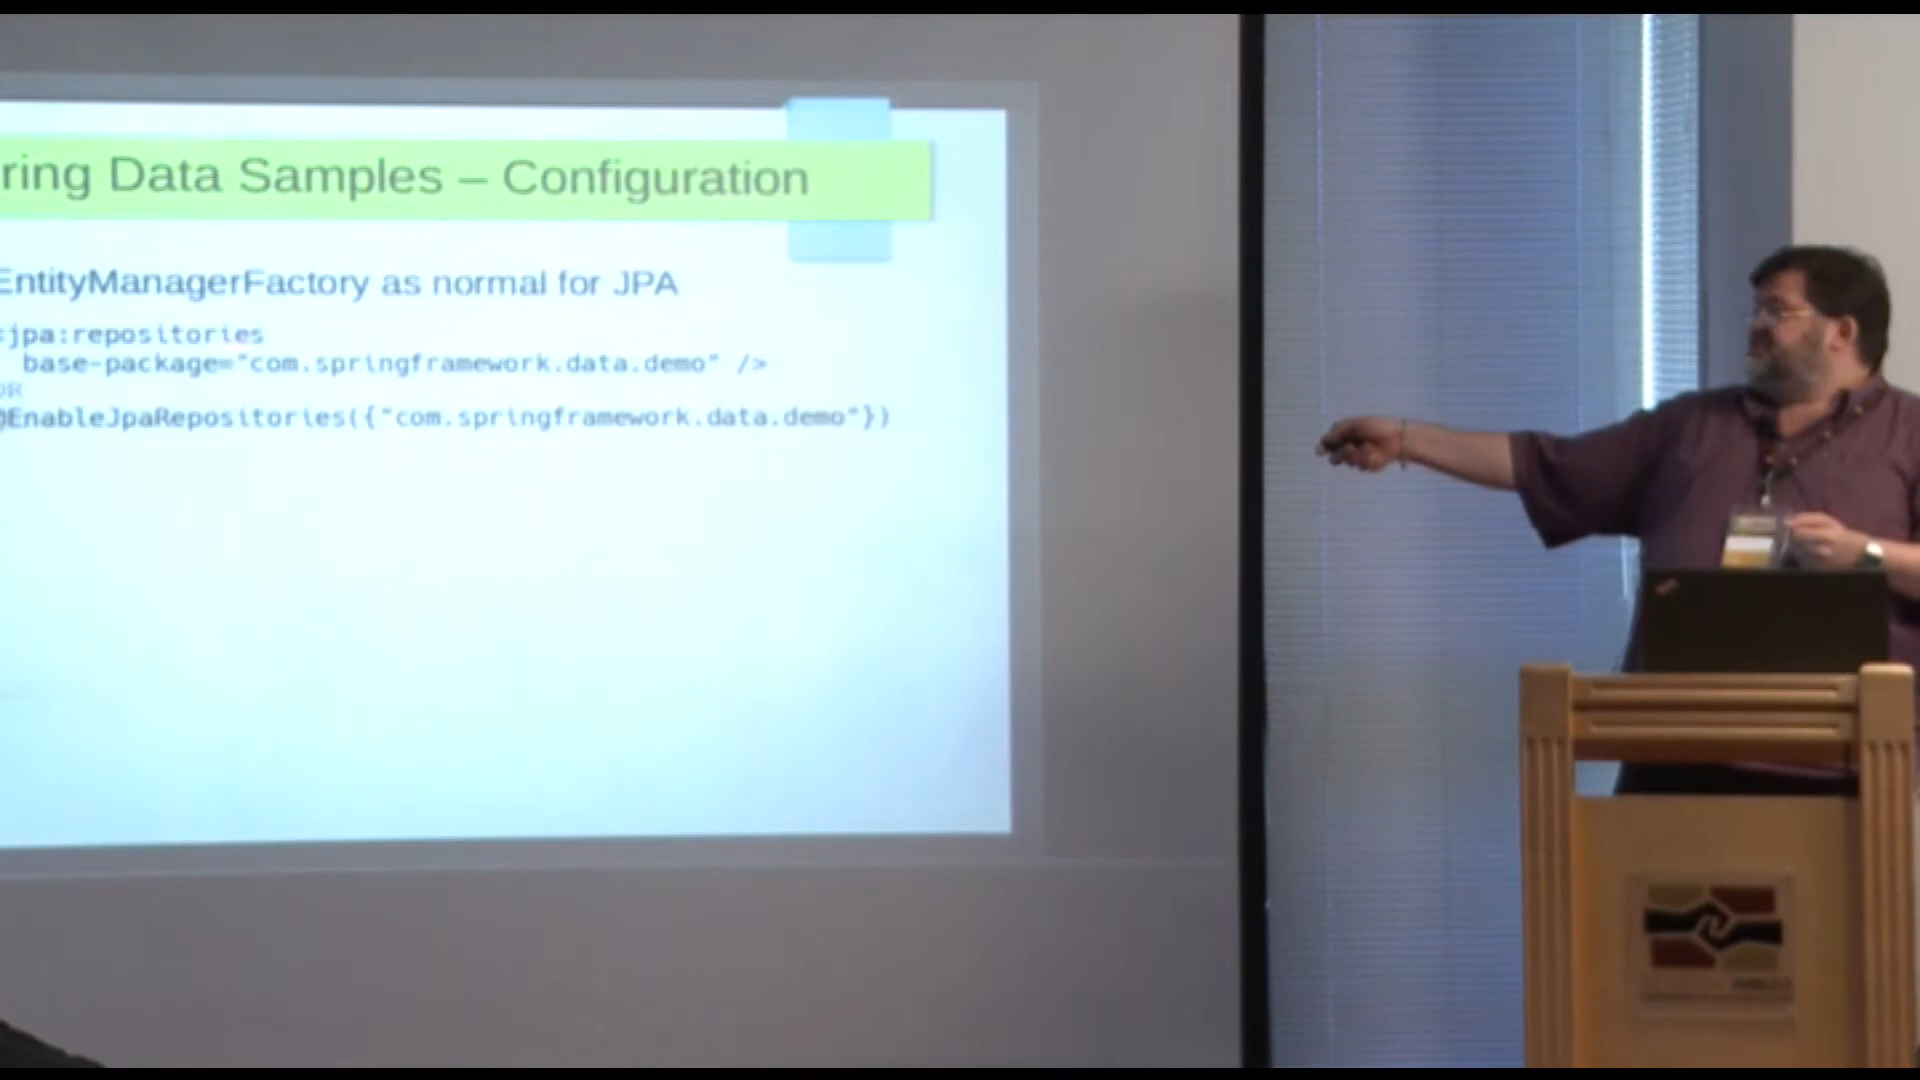 ring Data Samples – Configuration
EntityManagerFactory as normal for JPA
jpa:repositories
base-package="com.springframework.data.demo" />
OR
@EnableJpaRepositories({"com.springframework.data.demo"})